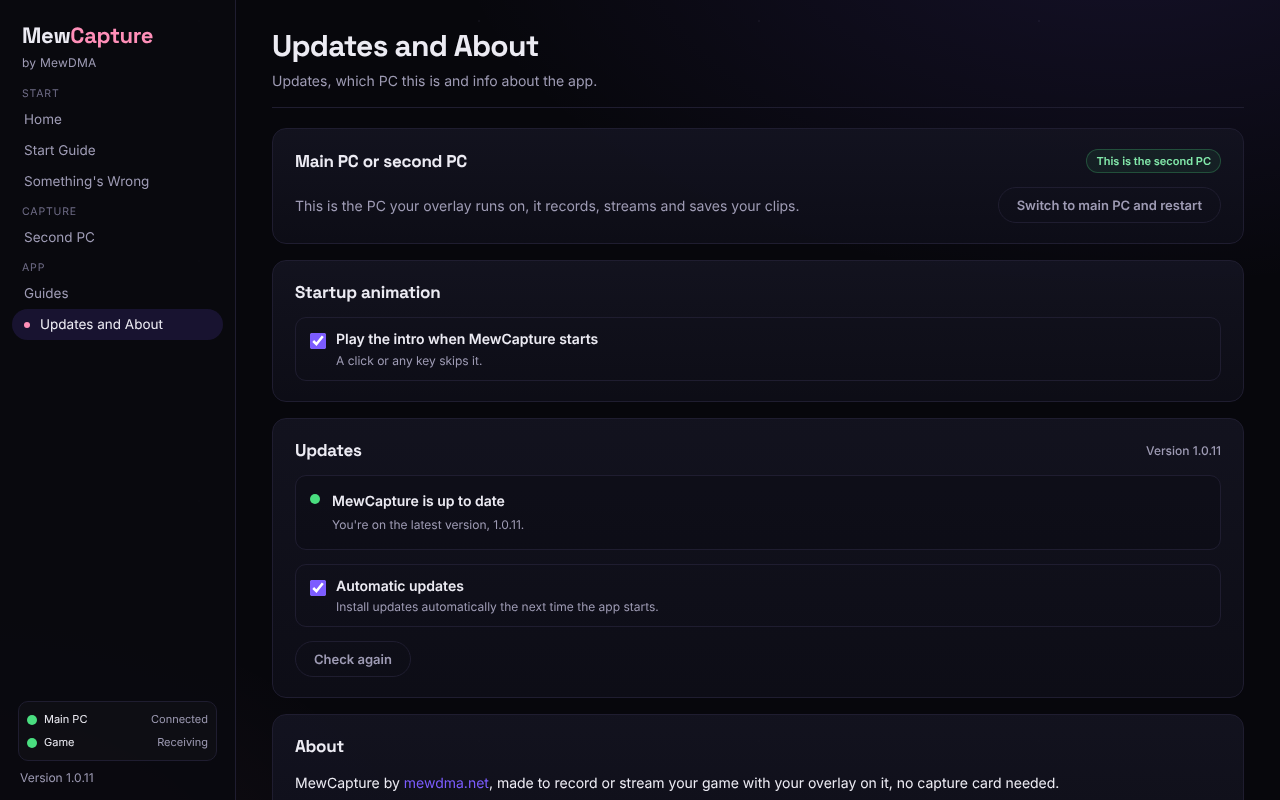 MewCapture
by MewDMA
START
Home
Start Guide
Something's Wrong
CAPTURE
Second PC
APP
Guides
Updates and About
Main PC Connected
Game Receiving
Version 1.0.11
Updates and About
Updates, which PC this is and info about the app.
Main PC or second PC
This is the second PC
This is the PC your overlay runs on, it records, streams and saves your clips.
Switch to main PC and restart
Startup animation
Play the intro when MewCapture starts
A click or any key skips it.
Updates
Version 1.0.11
MewCapture is up to date
You're on the latest version, 1.0.11.
Automatic updates
Install updates automatically the next time the app starts.
Check again
About
MewCapture by mewdma.net, made to record or stream your game with your overlay on it, no capture card needed.